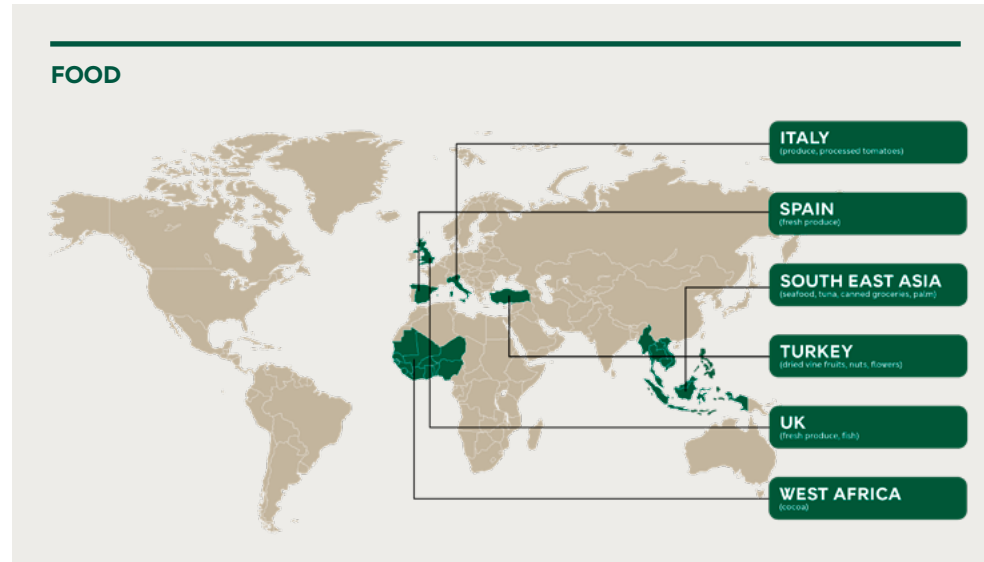 FOOD
ITALY
(produce, processed tomatoes)
SPAIN
(fresh produce)
SOUTH EAST ASIA
(seafood, tuna, canned groceries, palm)
TURKEY
(dried vine fruits, nuts, flowers)
UK
(fresh produce, fish)
WEST AFRICA
(cocoa)